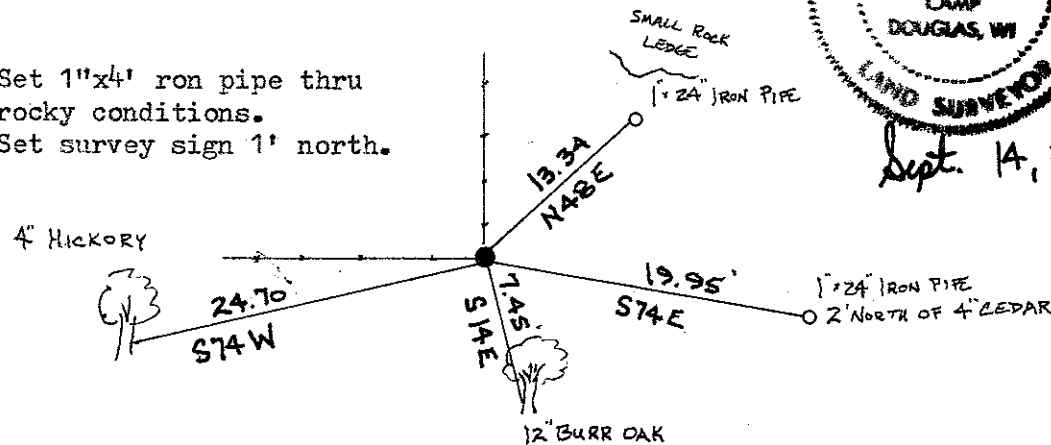 CAMP
DOUGLAS, WI
LAND SURVEYOR
Sept. 14,
Set 1"x4' ron pipe thru
rocky conditions.
Set survey sign 1' north.
SMALL ROCK
LEDGE
1"x24" IRON PIPE
13.34
N48E
4" HICKORY
24.70'
S74W
7.45'
S14E
19.95'
S74E
1"x24" IRON PIPE
2' NORTH OF 4" CEDAR
12" BURR OAK